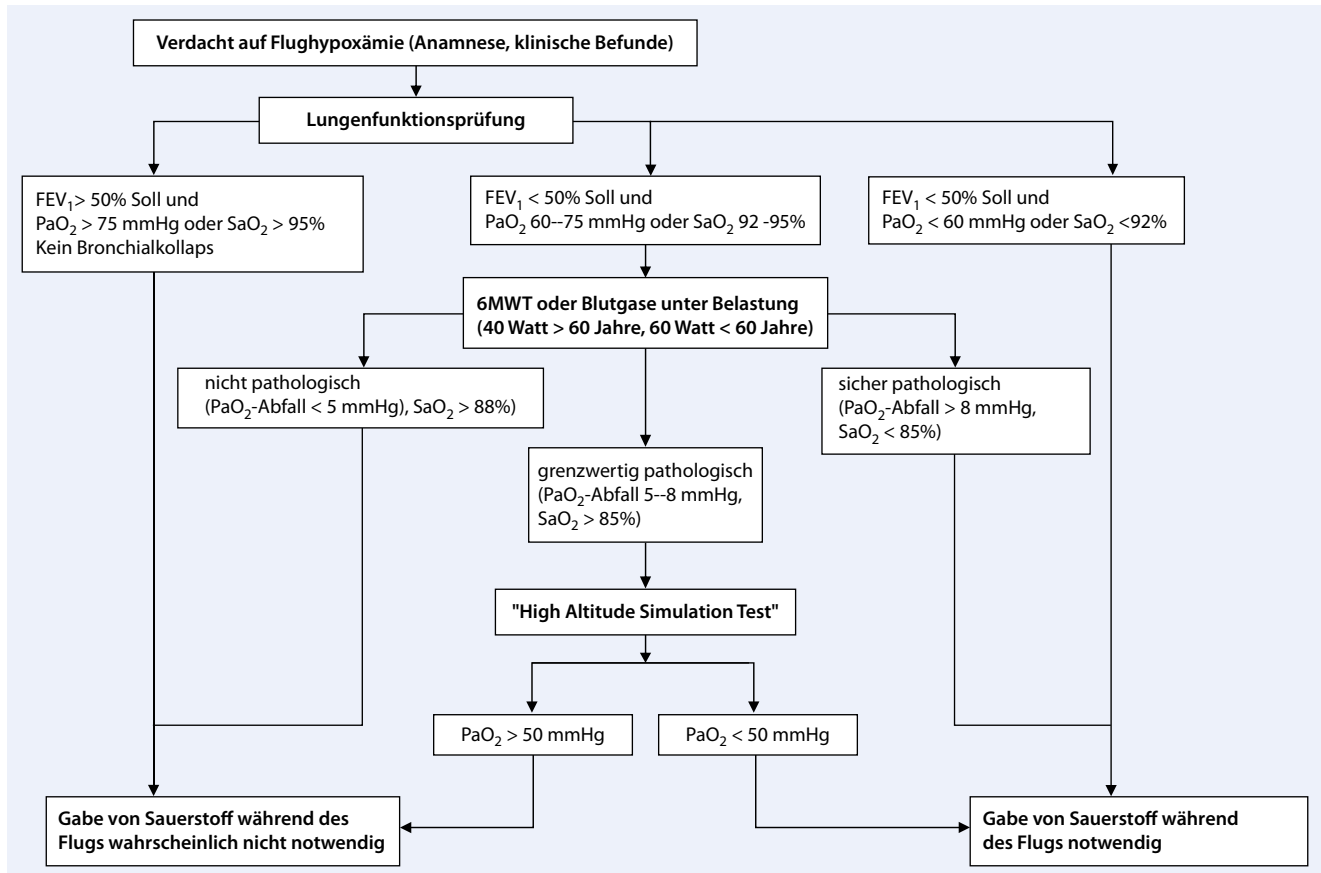 Verdacht auf Flughypoxämie (Anamnese, klinische Befunde)
Lungenfunktionsprüfung
FEV₁> 50% Soll und
PaO₂ > 75 mmHg oder SaO₂ > 95%
Kein Bronchialkollaps
FEV₁ < 50% Soll und
PaO₂ 60--75 mmHg oder SaO₂ 92 -95%
FEV₁ < 50% Soll und
PaO₂ < 60 mmHg oder SaO₂ <92%
6MWT oder Blutgase unter Belastung
(40 Watt > 60 Jahre, 60 Watt < 60 Jahre)
nicht pathologisch
(PaO₂-Abfall < 5 mmHg), SaO₂ > 88%)
sicher pathologisch
(PaO₂-Abfall > 8 mmHg,
SaO₂ < 85%)
grenzwertig pathologisch
(PaO₂-Abfall 5--8 mmHg,
SaO₂ > 85%)
"High Altitude Simulation Test"
PaO₂ > 50 mmHg
PaO₂ < 50 mmHg
Gabe von Sauerstoff während des
Flugs wahrscheinlich nicht notwendig
Gabe von Sauerstoff während
des Flugs notwendig